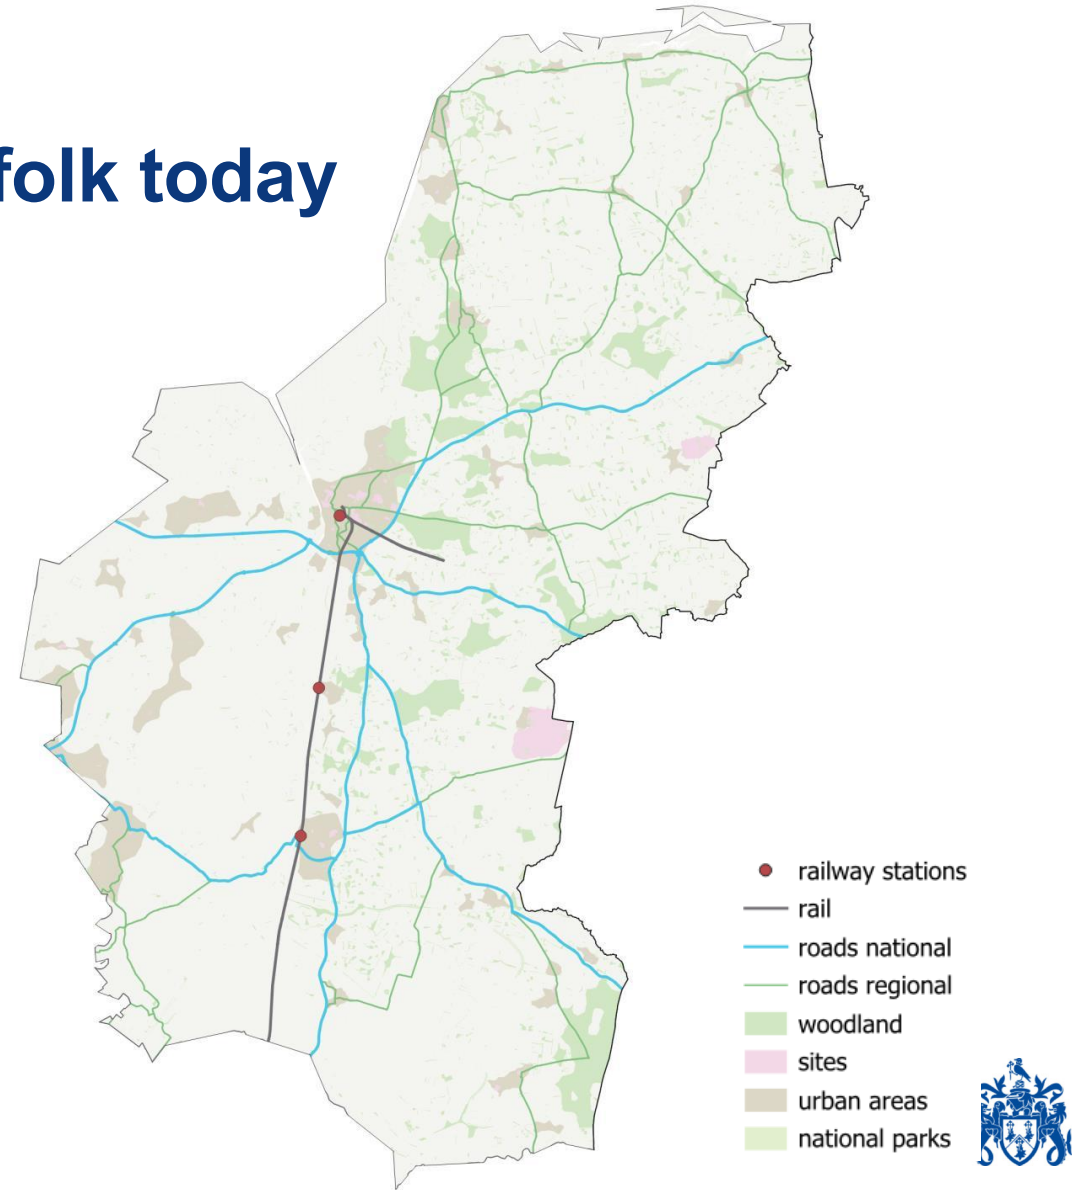 folk today
railway stations
rail
roads national
roads regional
woodland
sites
urban areas
national parks